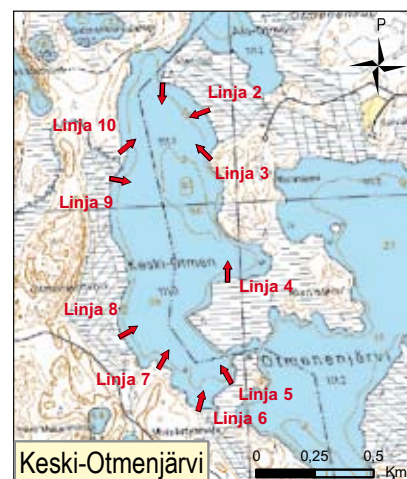 P
Linja 2
Linja 10
Linja 3
Linja 9
Keski-Otmen
Linja 4
Linja 8
Otmenenjärvi
Linja 7
Linja 5
Linja 6
Keski-Otmenjärvi
0 0,25 0,5
Km